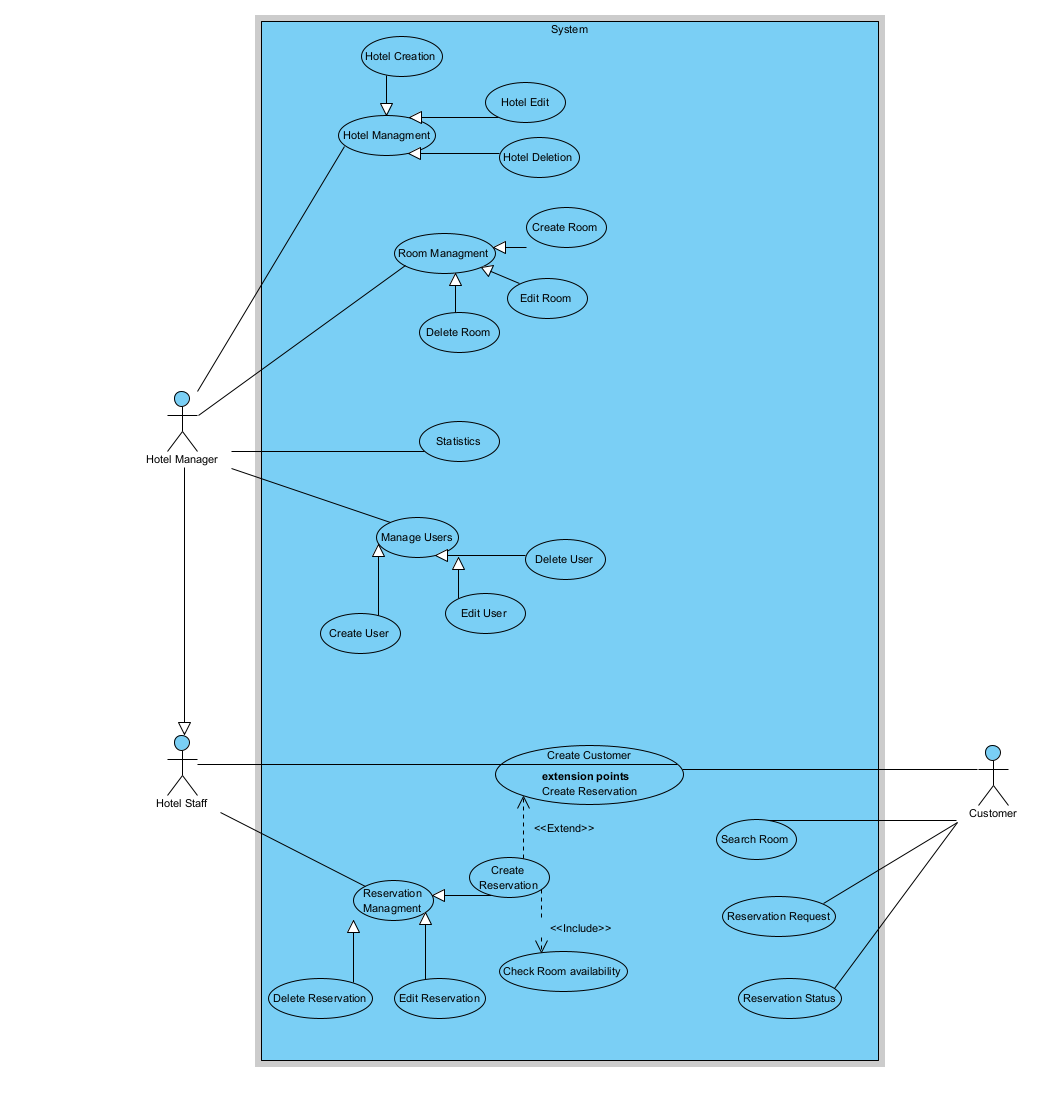 System
Hotel Creation
Hotel Edit
Hotel Managment
Hotel Deletion
Create Room
Room Managment
Edit Room
Delete Room
Hotel Manager
Statistics
Manage Users
Delete User
Edit User
Create User
Hotel Staff
Create Customer
extension points
Create Reservation
Customer
<<Extend>>
Search Room
Create
Reservation
Reservation
Managment
Reservation Request
<<Include>>
Check Room availability
Delete Reservation
Edit Reservation
Reservation Status